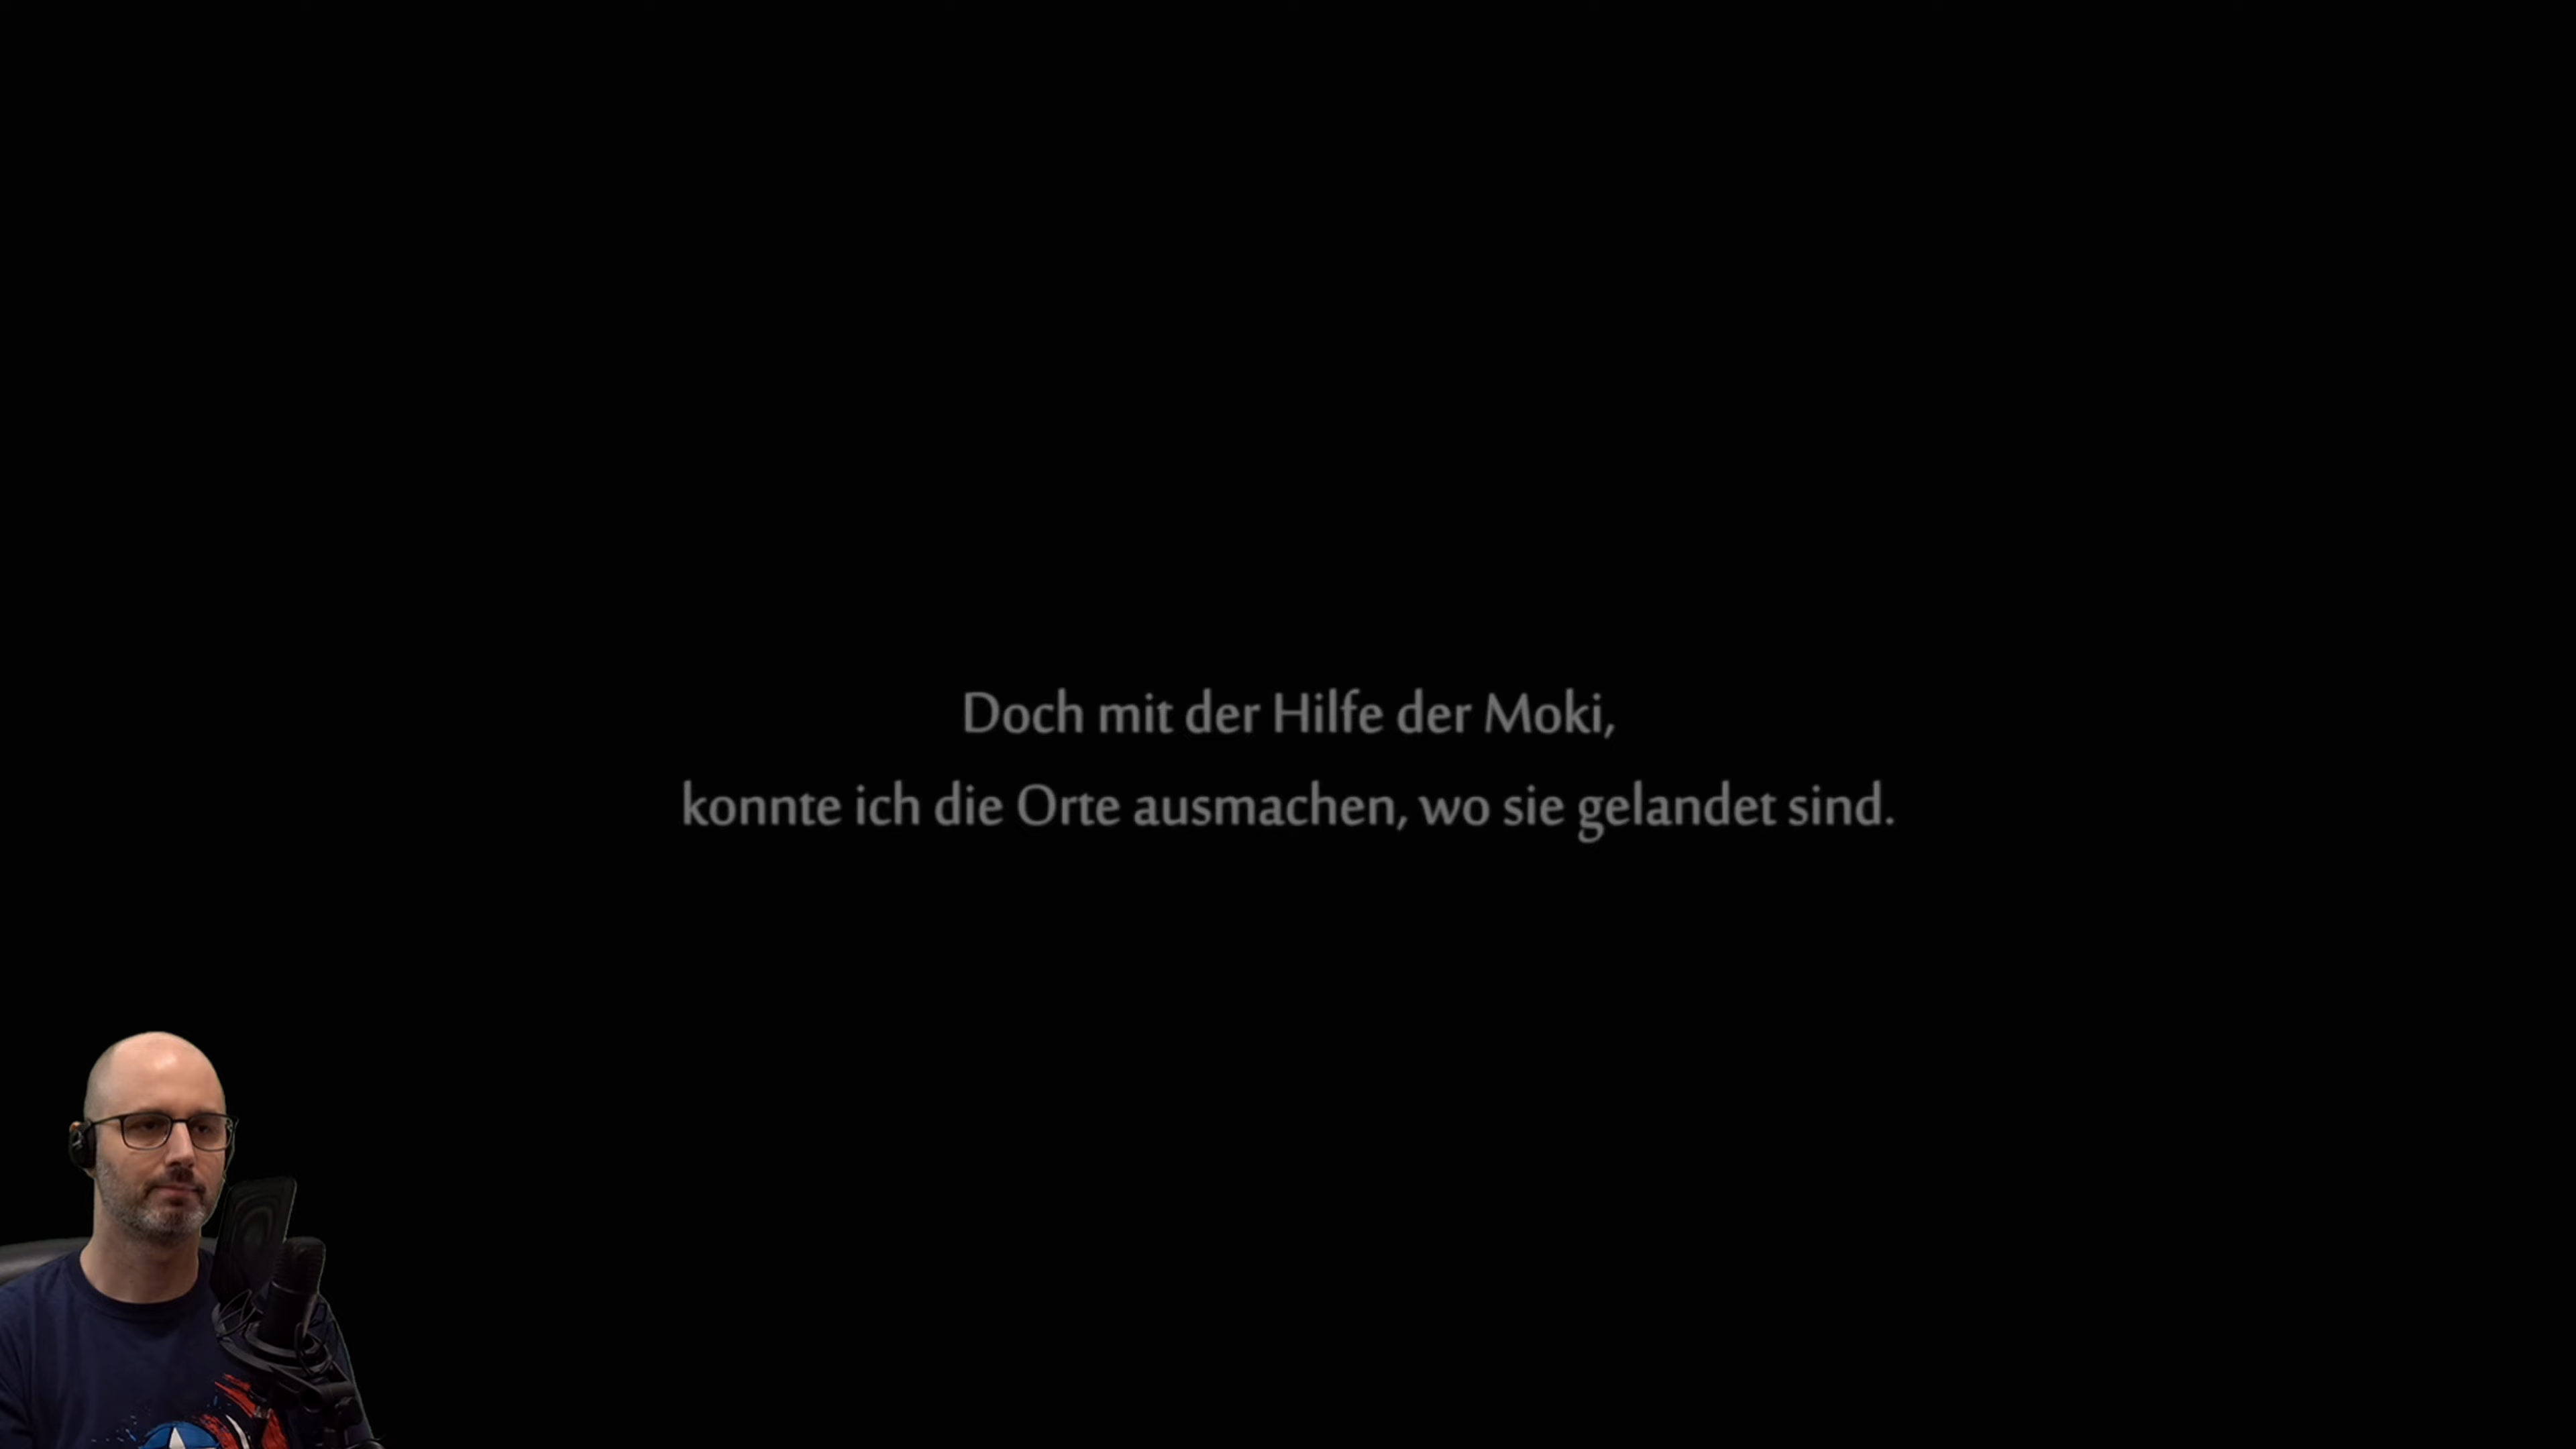 Doch mit der Hilfe der Moki,
konnte ich die Orte ausmachen, wo sie gelandet sind.